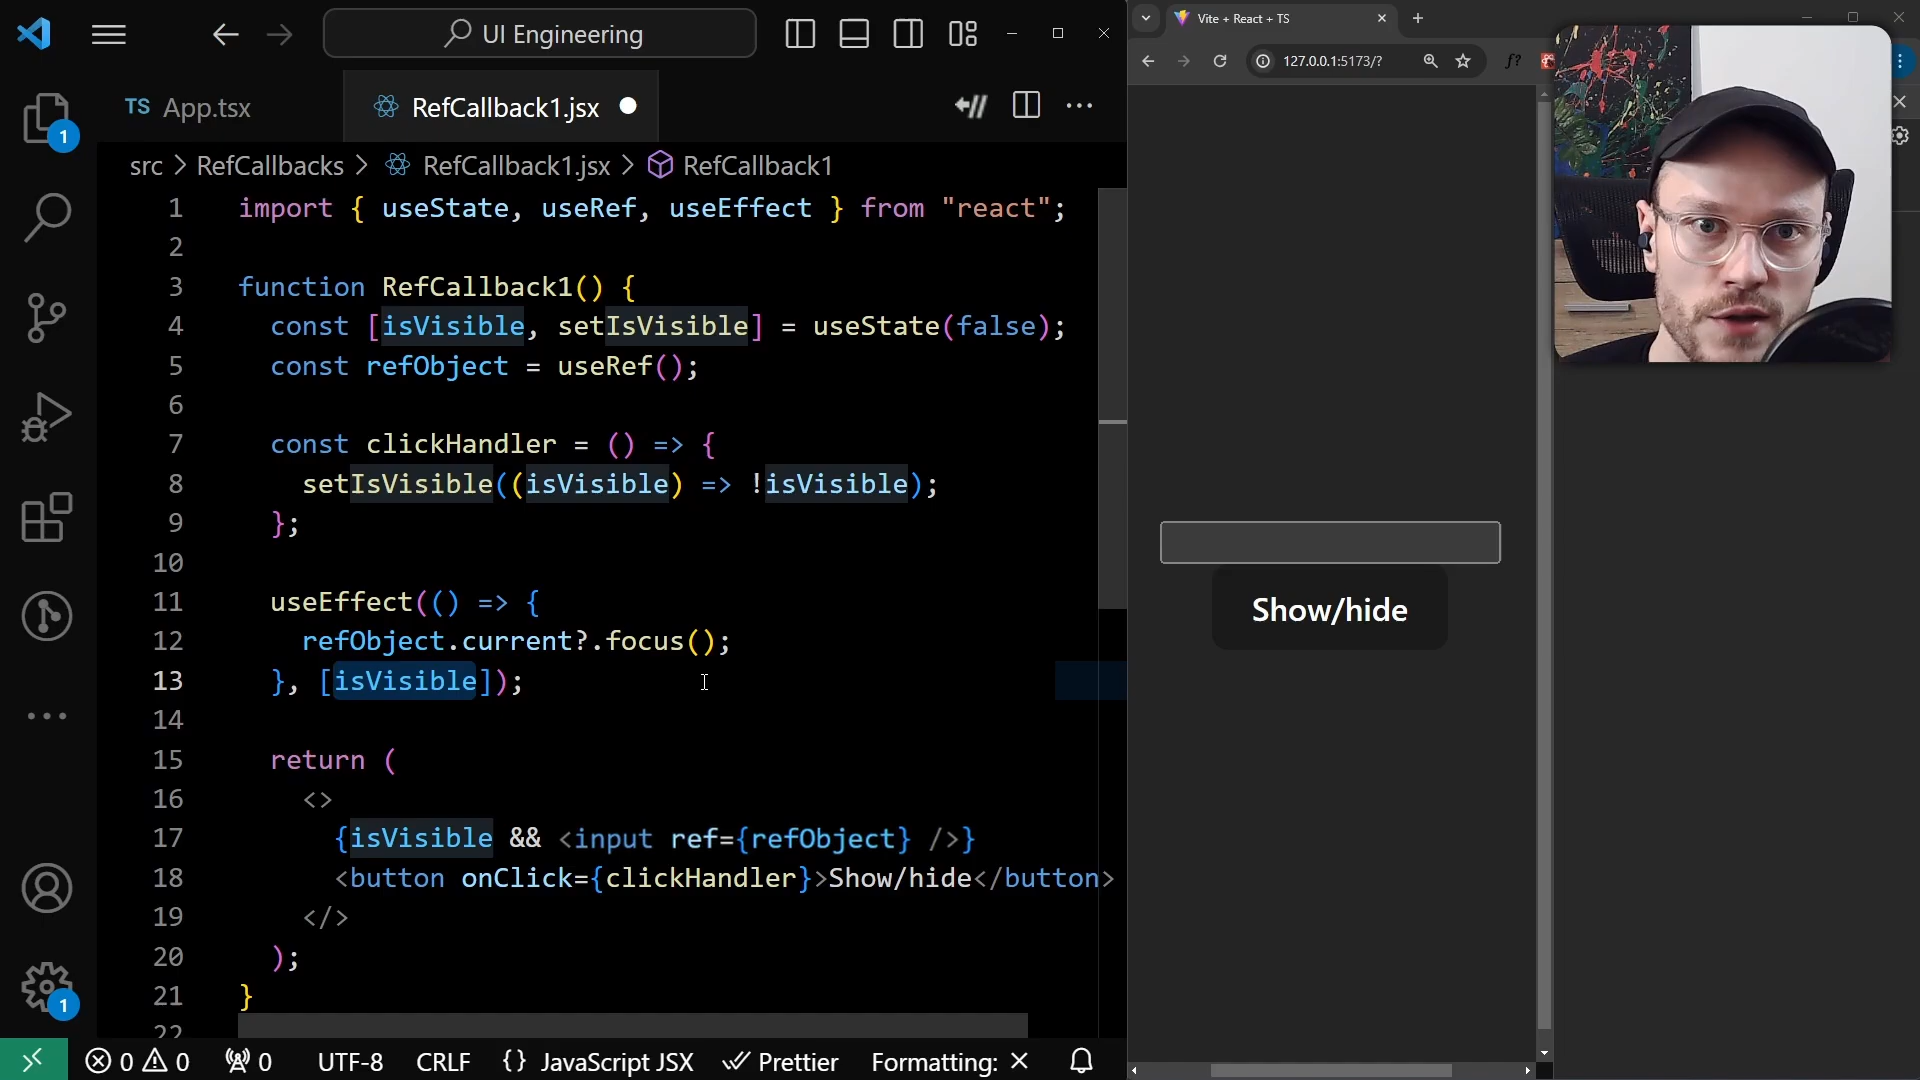 UI Engineering
TS App.tsx
RefCallback1.jsx
src > RefCallbacks > RefCallback1.jsx > RefCallback1
1 import { useState, useRef, useEffect } from "react";
2
3 function RefCallback1() {
4 const [isVisible, setIsVisible] = useState(false);
5 const refObject = useRef();
6
7 const clickHandler = () => {
8 setIsVisible((isVisible) => !isVisible);
9 };
10
11 useEffect(() => {
12 refObject.current?.focus();
13 }, [isVisible]);
14
15 return (
16 <>
17 {isVisible && <input ref={refObject} />}
18 <button onClick={clickHandler}>Show/hide</button>
19 </>
20 );
21 }
22
1
1
0 0 0 UTF-8 CRLF {} JavaScript JSX Prettier Formatting: ×
Vite + React + TS
127.0.0.1:5173/?
f?
Show/hide